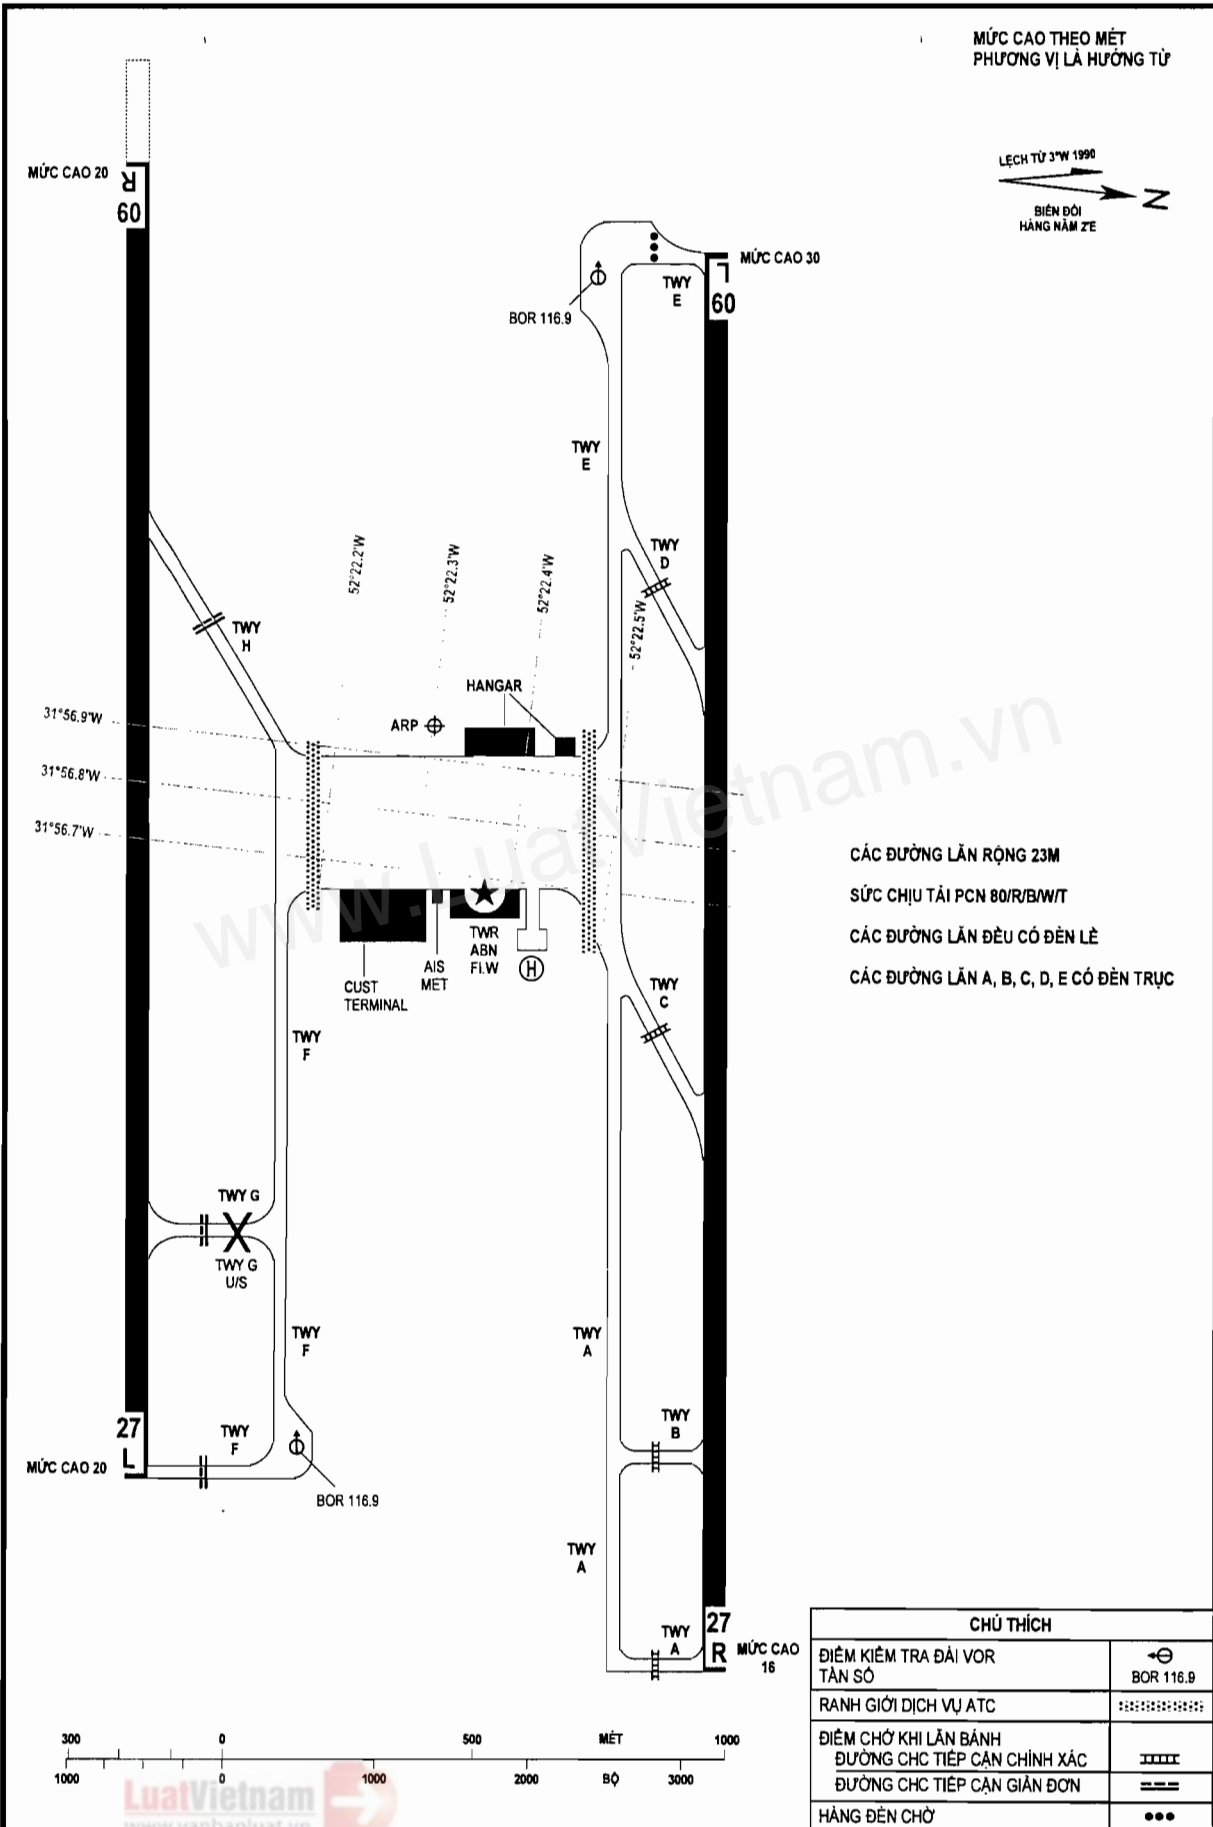 MỨC CAO THEO MÉT
PHƯƠNG VỊ LÀ HƯỚNG TỪ
LỆCH TỪ 3°W 1990
N
BIẾN ĐỔI
HÀNG NĂM 2'E
MỨC CAO 20
09
R
MỨC CAO 30
09
L
TWY
E
BOR 116.9
TWY
E
TWY
D
TWY
H
52°22.2'W
52°22.3'W
52°22.4'W
52°22.5'W
HANGAR
ARP
31°56.9'W
31°56.8'W
31°56.7'W
www.LuatVietnam.vn
CÁC ĐƯỜNG LĂN RỘNG 23M
SỨC CHỊU TẢI PCN 80/R/B/W/T
CÁC ĐƯỜNG LĂN ĐỀU CÓ ĐÈN LỀ
CÁC ĐƯỜNG LĂN A, B, C, D, E CÓ ĐÈN TRỤC
CUST
TERMINAL
AIS
MET
TWR
ABN
FI.W
H
TWY
C
TWY
F
TWY G
TWY G
U/S
TWY
F
TWY
A
27
L
TWY
F
MỨC CAO 20
BOR 116.9
TWY
B
TWY
A
TWY
A
27
R
MỨC CAO
16
CHÚ THÍCH
ĐIỂM KIỂM TRA ĐÀI VOR
TẦN SỐ
BOR 116.9
RANH GIỚI DỊCH VỤ ATC
ĐIỂM CHỜ KHI LĂN BÁNH
ĐƯỜNG CHC TIẾP CẬN CHÍNH XÁC
ĐƯỜNG CHC TIẾP CẬN GIẢN ĐƠN
HÀNG ĐÈN CHỜ
300 0 500 MÉT 1000
1000 0 1000 2000 BỘ 3000
LuatVietnam
www.vanbanluat.vn